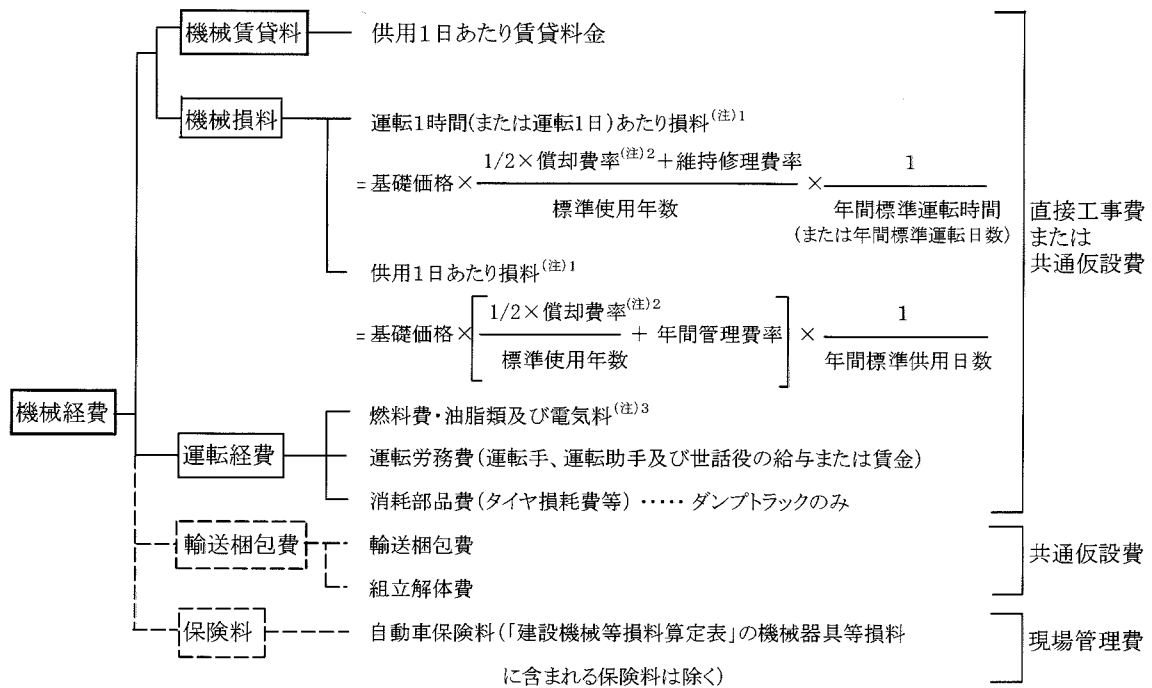 機械賃貸料
供用1日あたり賃貸料金
機械損料
運転1時間(または運転1日)あたり損料(注)1
=基礎価格×
1/2×償却費率(注)2+維持修理費率
標準使用年数
×
1
年間標準運転時間
(または年間標準運転日数)
供用1日あたり損料(注)1
=基礎価格×[
1/2×償却費率(注)2
標準使用年数
+ 年間管理費率] ×
1
年間標準供用日数
直接工事費
または
共通仮設費
機械経費
運転経費
燃料費・油脂類及び電気料(注)3
運転労務費(運転手、運転助手及び世話役の給与または賃金)
消耗部品費(タイヤ損耗費等) ‥‥‥ ダンプトラックのみ
輸送梱包費
輸送梱包費
組立解体費
共通仮設費
保険料
自動車保険料(「建設機械等損料算定表」の機械器具等損料
に含まれる保険料は除く)
現場管理費